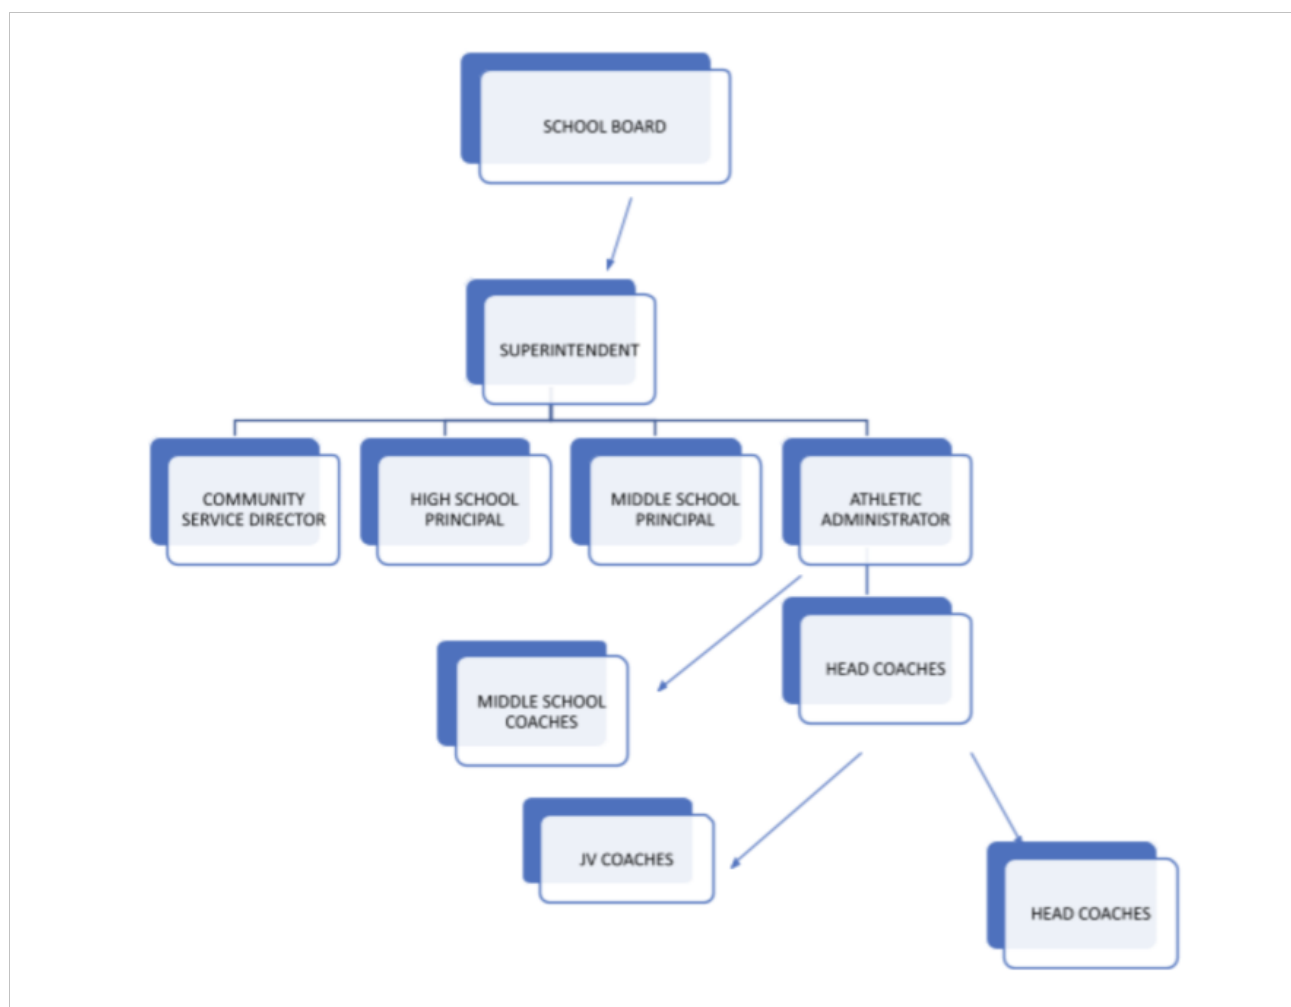 SCHOOL BOARD
SUPERINTENDENT
COMMUNITY
SERVICE DIRECTOR
HIGH SCHOOL
PRINCIPAL
MIDDLE SCHOOL
PRINCIPAL
ATHLETIC
ADMINISTRATOR
HEAD COACHES
MIDDLE SCHOOL
COACHES
JV COACHES
HEAD COACHES